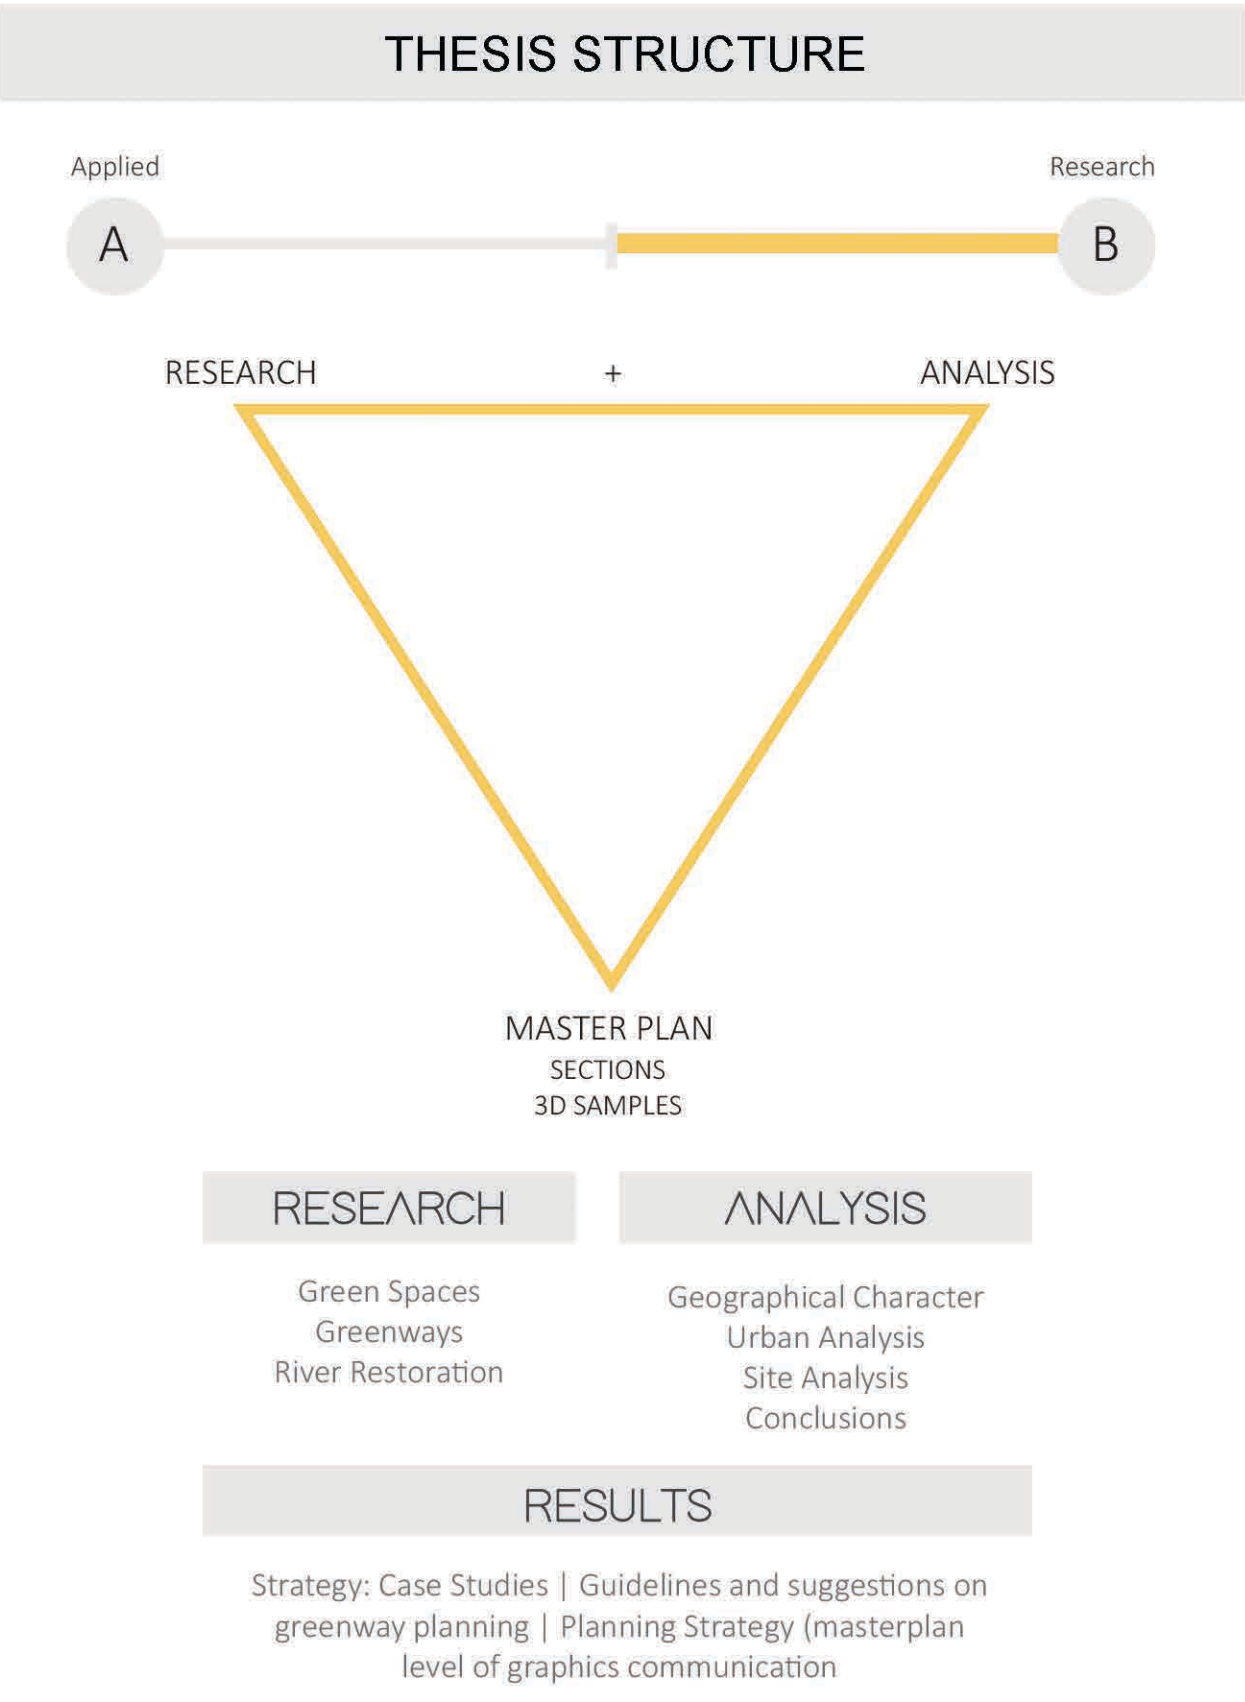 THESIS STRUCTURE
Applied
Research
A
B
RESEARCH + ANALYSIS
MASTER PLAN
SECTIONS
3D SAMPLES
RESEARCH
Green Spaces
Greenways
River Restoration
ANALYSIS
Geographical Character
Urban Analysis
Site Analysis
Conclusions
RESULTS
Strategy: Case Studies | Guidelines and suggestions on
greenway planning | Planning Strategy (masterplan
level of graphics communication